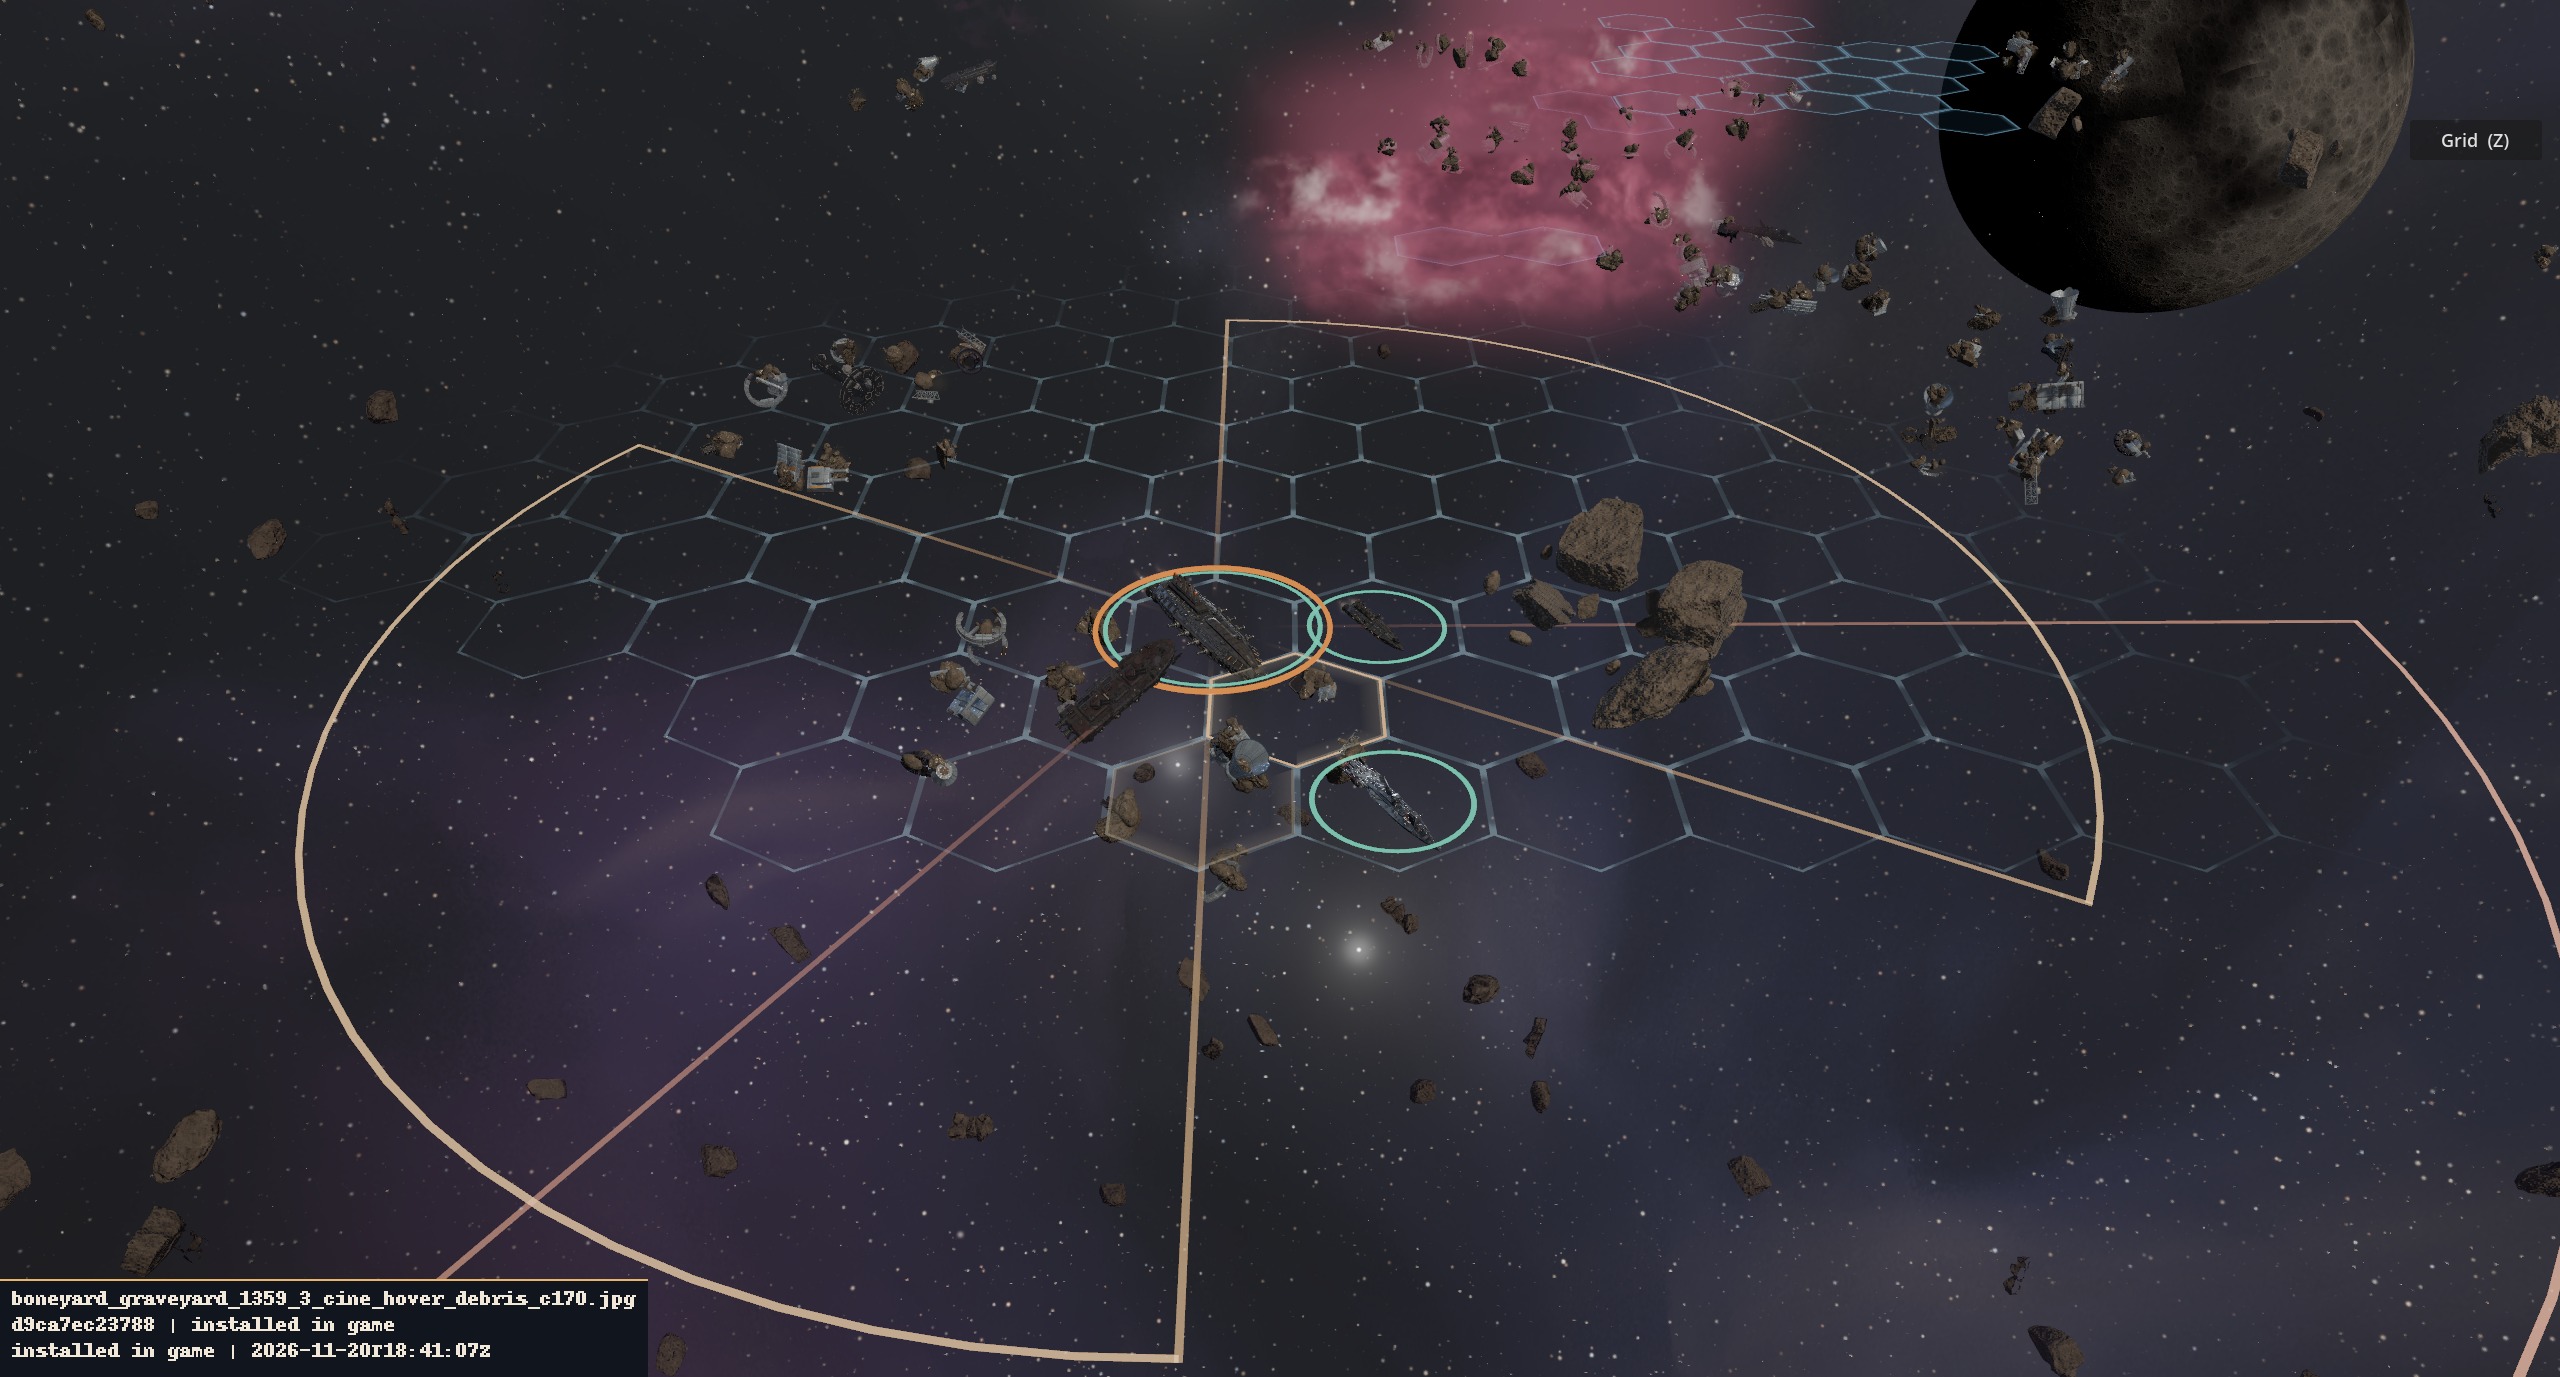 Grid (Z)
boneyard_graveyard_1359_3_cine_hover_debris_c170.jpg
d9ca7ec23788 | installed in game
installed in game | 2026-11-20T18:41:07Z